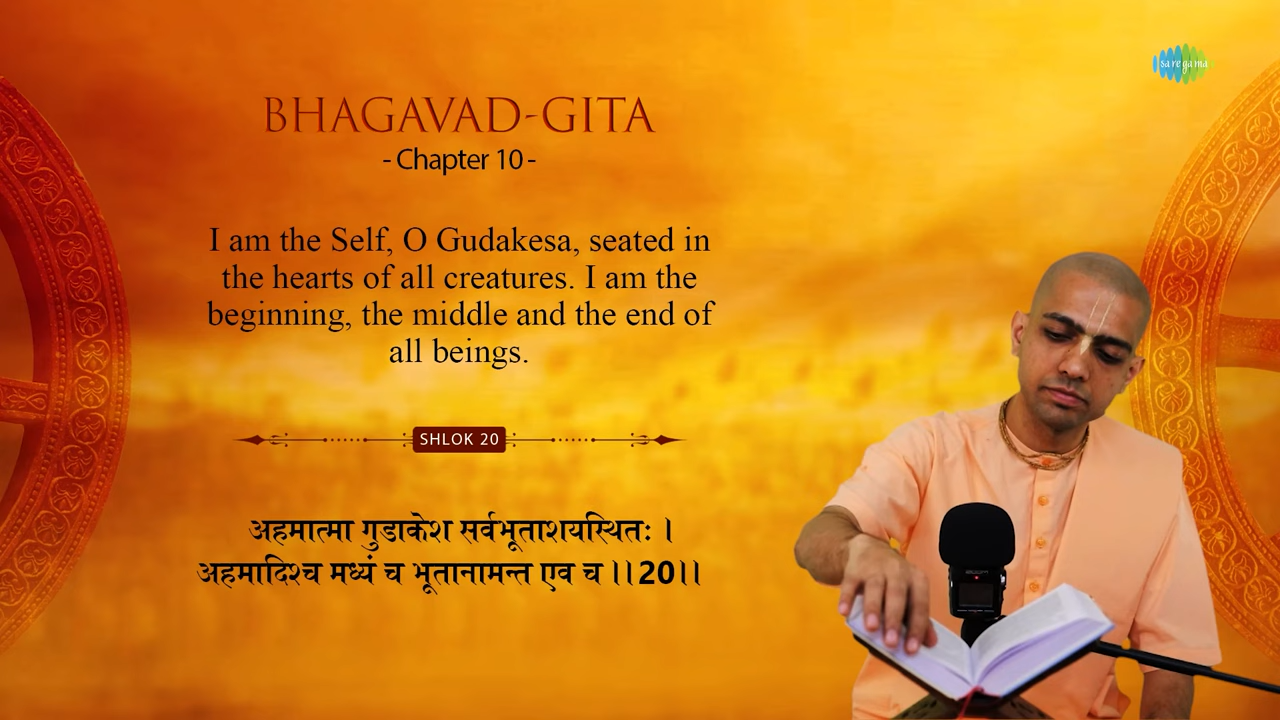 saregama
BHAGAVAD-GITA
- Chapter 10 -
I am the Self, O Gudakesa, seated in
the hearts of all creatures. I am the
beginning, the middle and the end of
all beings.
SHLOK 20
अहमात्मा गुडाकेश सर्वभूताशयस्थितः ।
अहमादिश्च मध्यं च भूतानामन्त एव च ।।20।।